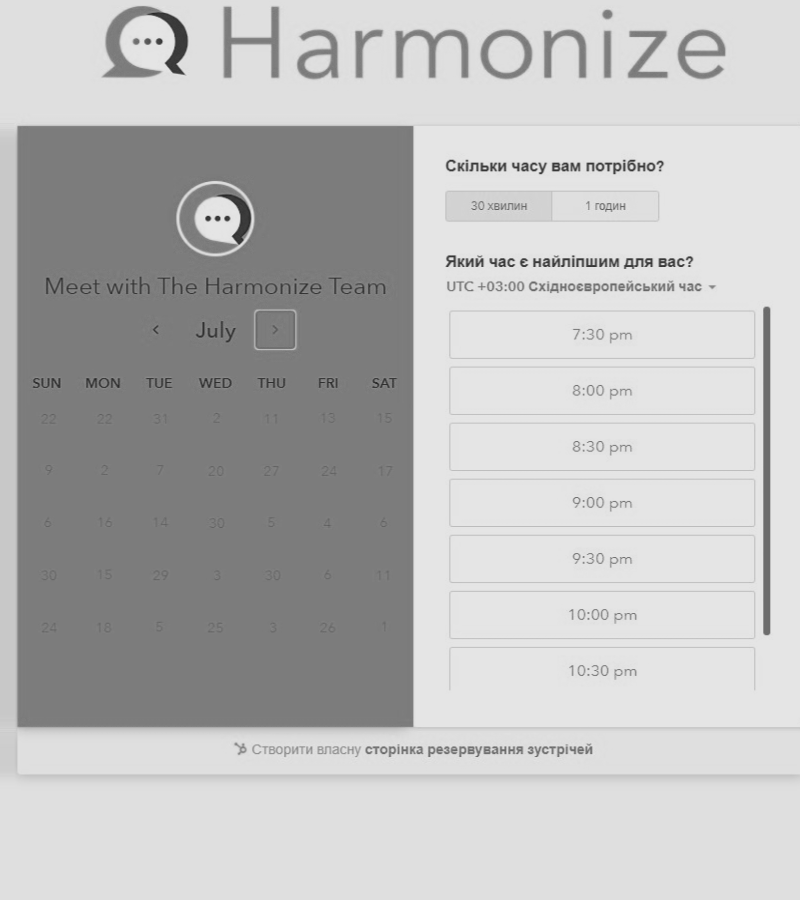 Harmonize
Meet with The Harmonize Team
July
SUN MON TUE WED THU FRI SAT
22 22 31 2 11 13 15
9 2 7 20 27 24 17
6 16 14 30 5 4 6
30 15 29 3 30 6 11
24 18 5 25 3 26 1
Скільки часу вам потрібно?
30 хвилин 1 годин
Який час є найліпшим для вас?
UTC +03:00 Східноєвропейський час
7:30 pm
8:00 pm
8:30 pm
9:00 pm
9:30 pm
10:00 pm
10:30 pm
Створити власну сторінка резервування зустрічей